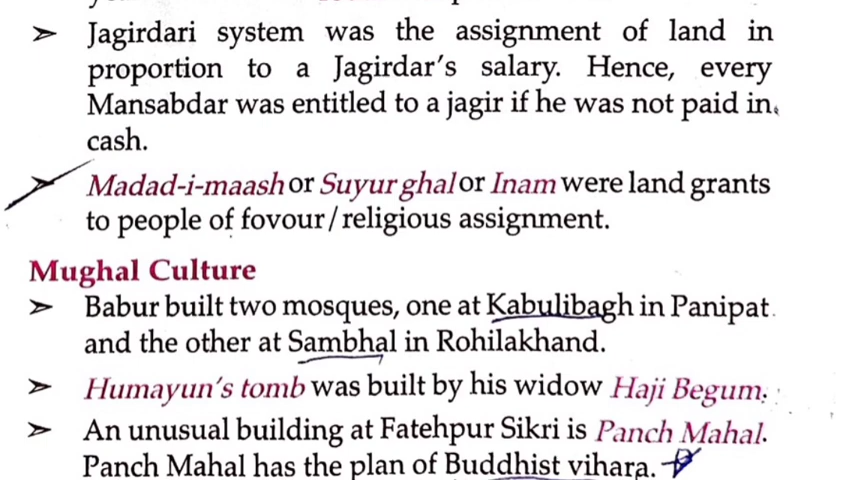 ➢ Jagirdari system was the assignment of land in
proportion to a Jagirdar's salary. Hence, every
Mansabdar was entitled to a jagir if he was not paid in
cash.
➢ Madad-i-maash or Suyur ghal or Inam were land grants
to people of fovour/religious assignment.
Mughal Culture
➢ Babur built two mosques, one at Kabulibagh in Panipat
and the other at Sambhal in Rohilakhand.
➢ Humayun's tomb was built by his widow Haji Begum.
➢ An unusual building at Fatehpur Sikri is Panch Mahal.
Panch Mahal has the plan of Buddhist vihara.